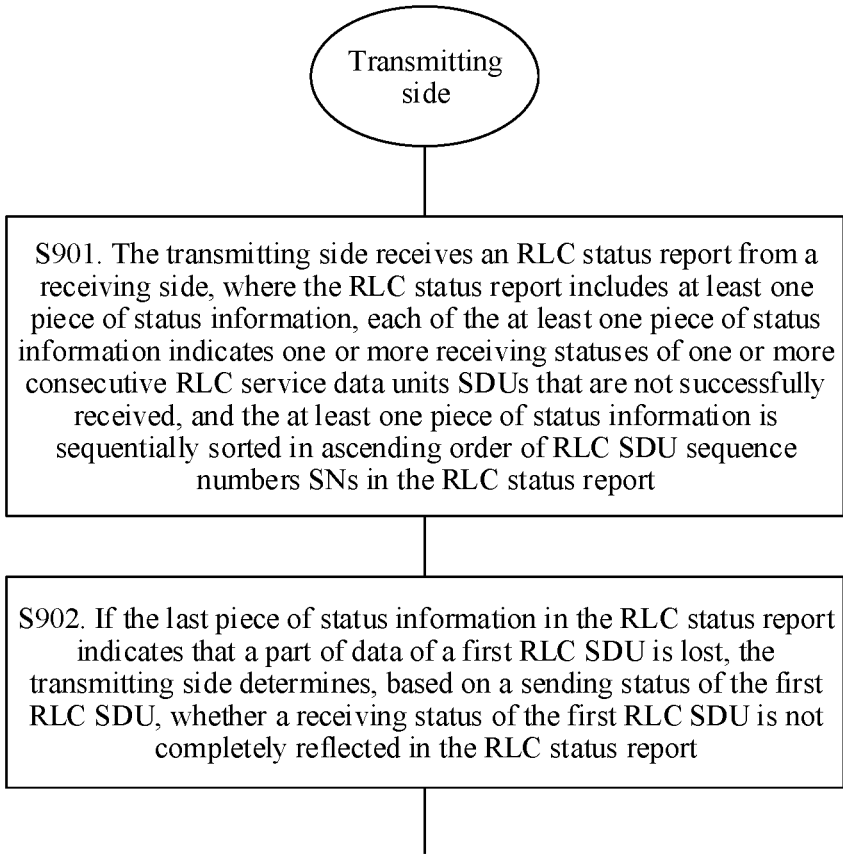 Transmitting
side
S901. The transmitting side receives an RLC status report from a
receiving side, where the RLC status report includes at least one
piece of status information, each of the at least one piece of status
information indicates one or more receiving statuses of one or more
consecutive RLC service data units SDUs that are not successfully
received, and the at least one piece of status information is
sequentially sorted in ascending order of RLC SDU sequence
numbers SNs in the RLC status report
S902. If the last piece of status information in the RLC status report
indicates that a part of data of a first RLC SDU is lost, the
transmitting side determines, based on a sending status of the first
RLC SDU, whether a receiving status of the first RLC SDU is not
completely reflected in the RLC status report